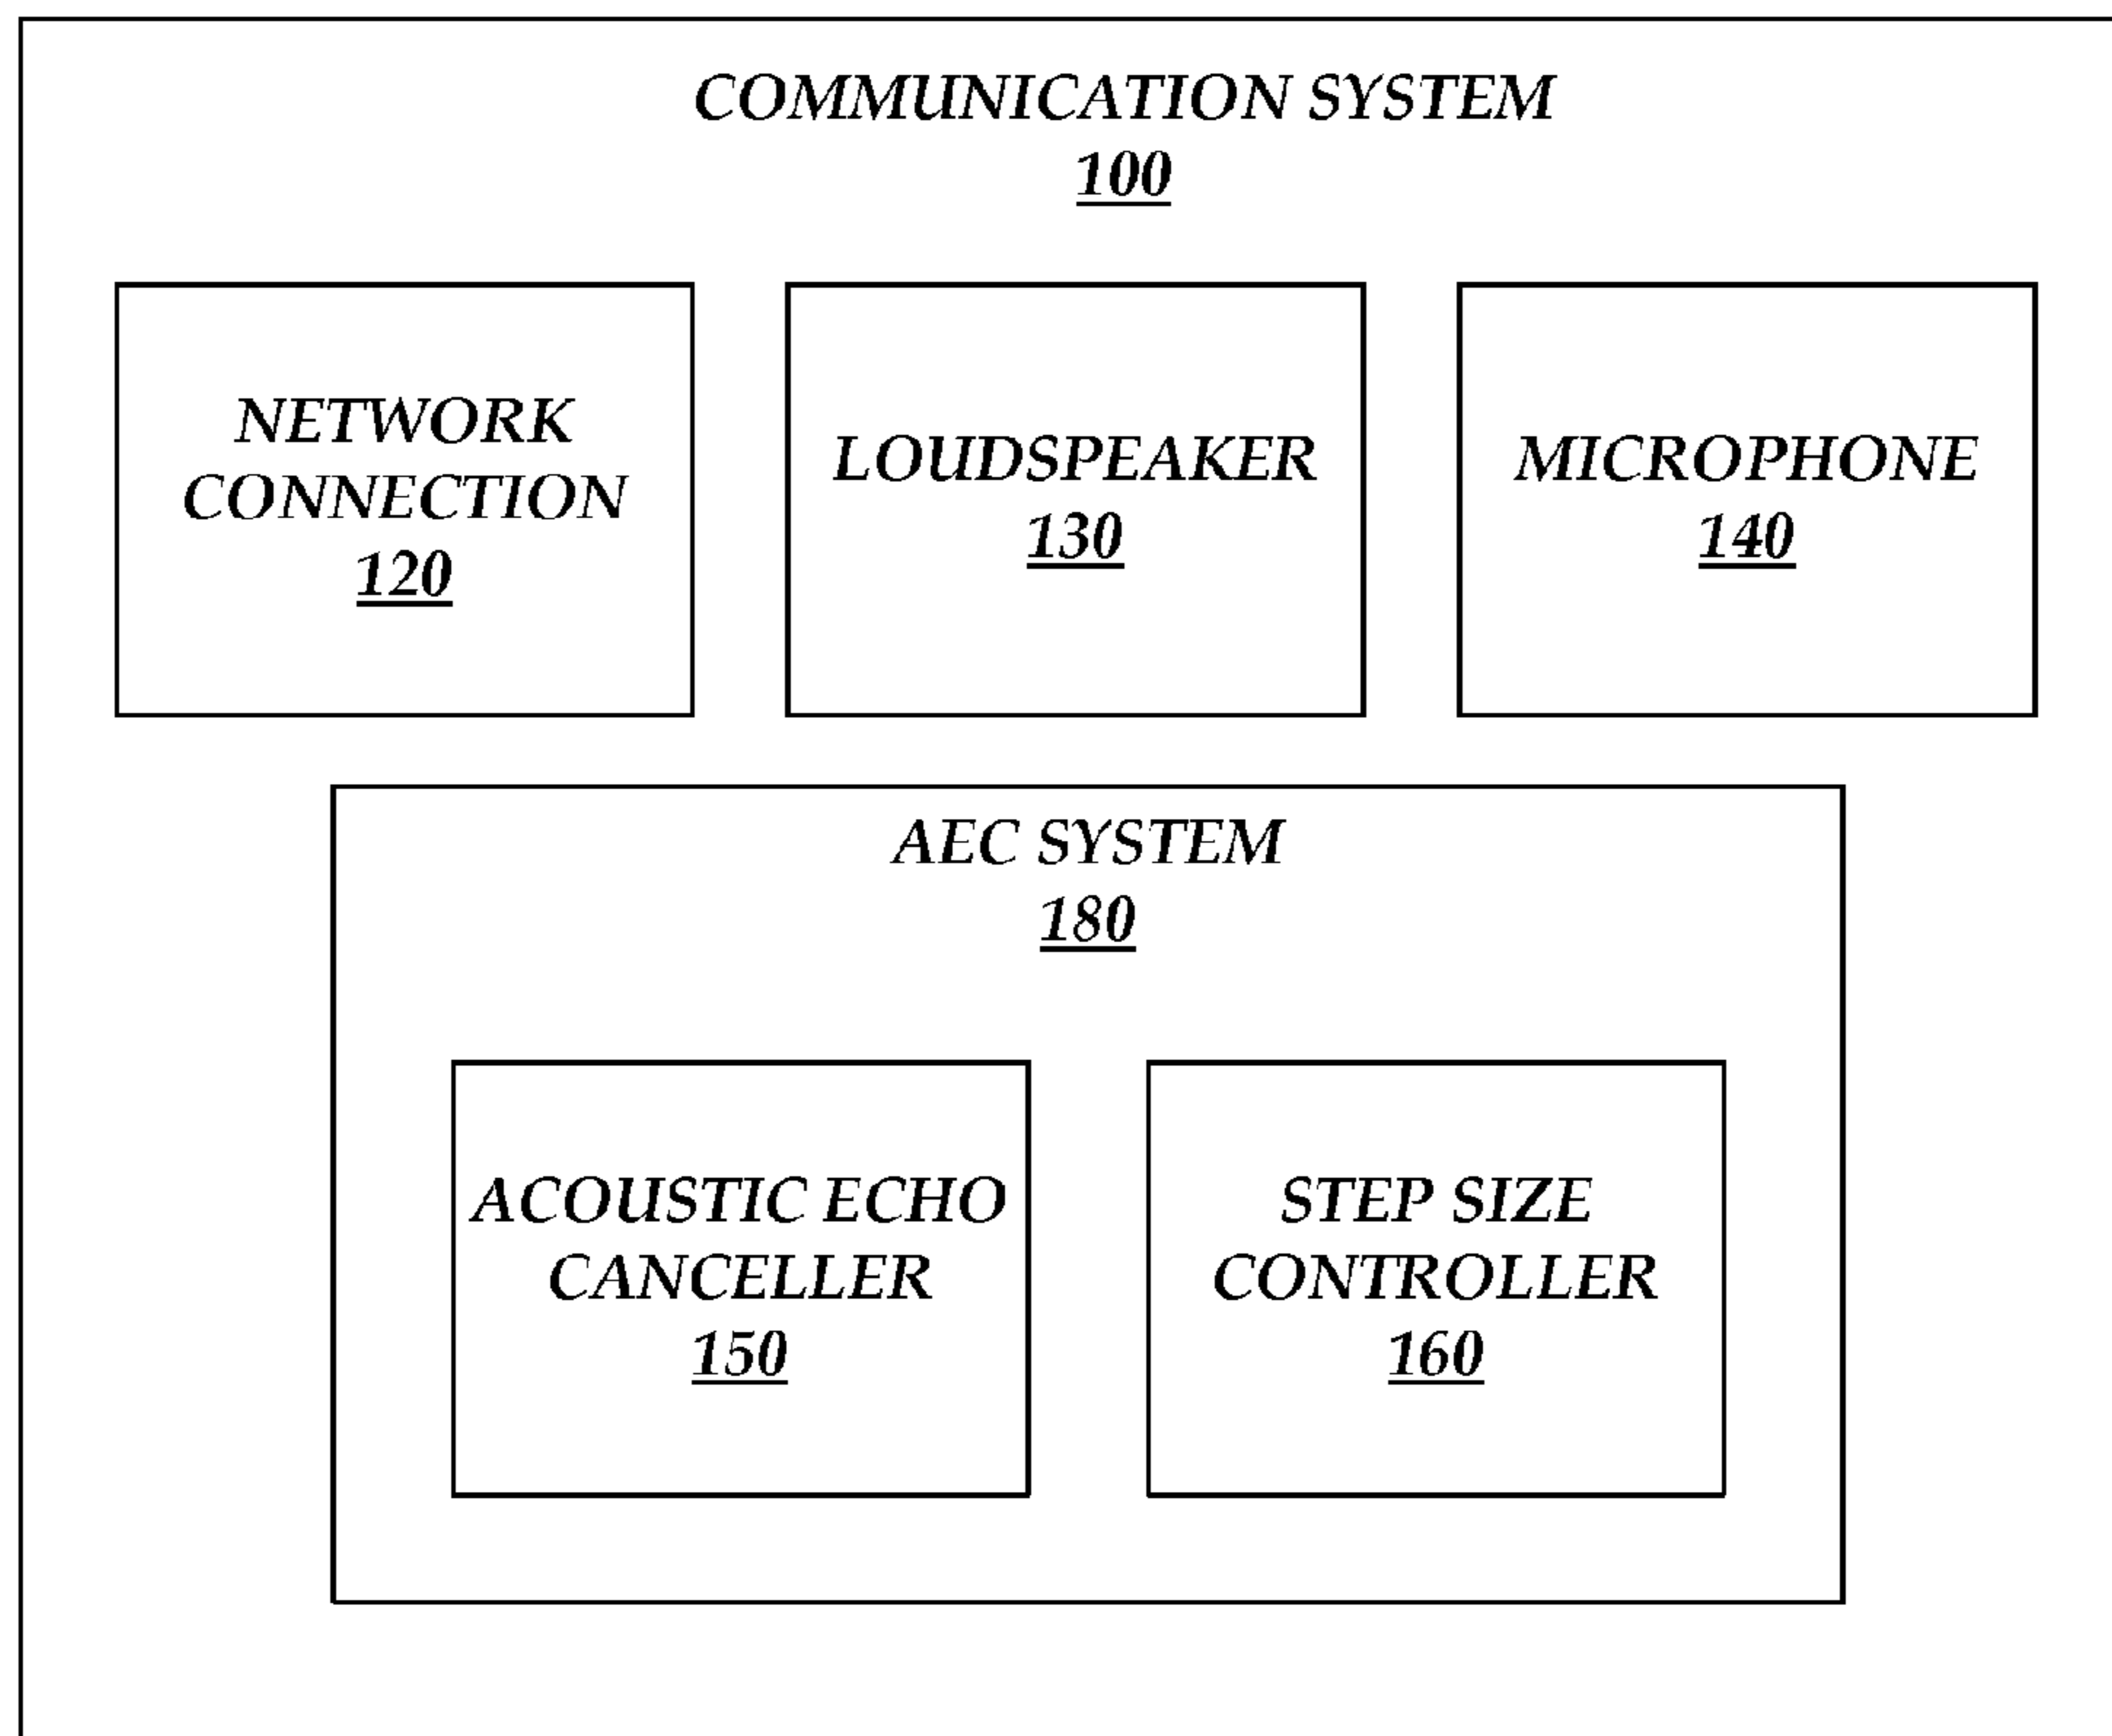 COMMUNICATION SYSTEM
100
NETWORK
CONNECTION
120
LOUDSPEAKER
130
MICROPHONE
140
AEC SYSTEM
180
ACOUSTIC ECHO
CANCELLER
150
STEP SIZE
CONTROLLER
160